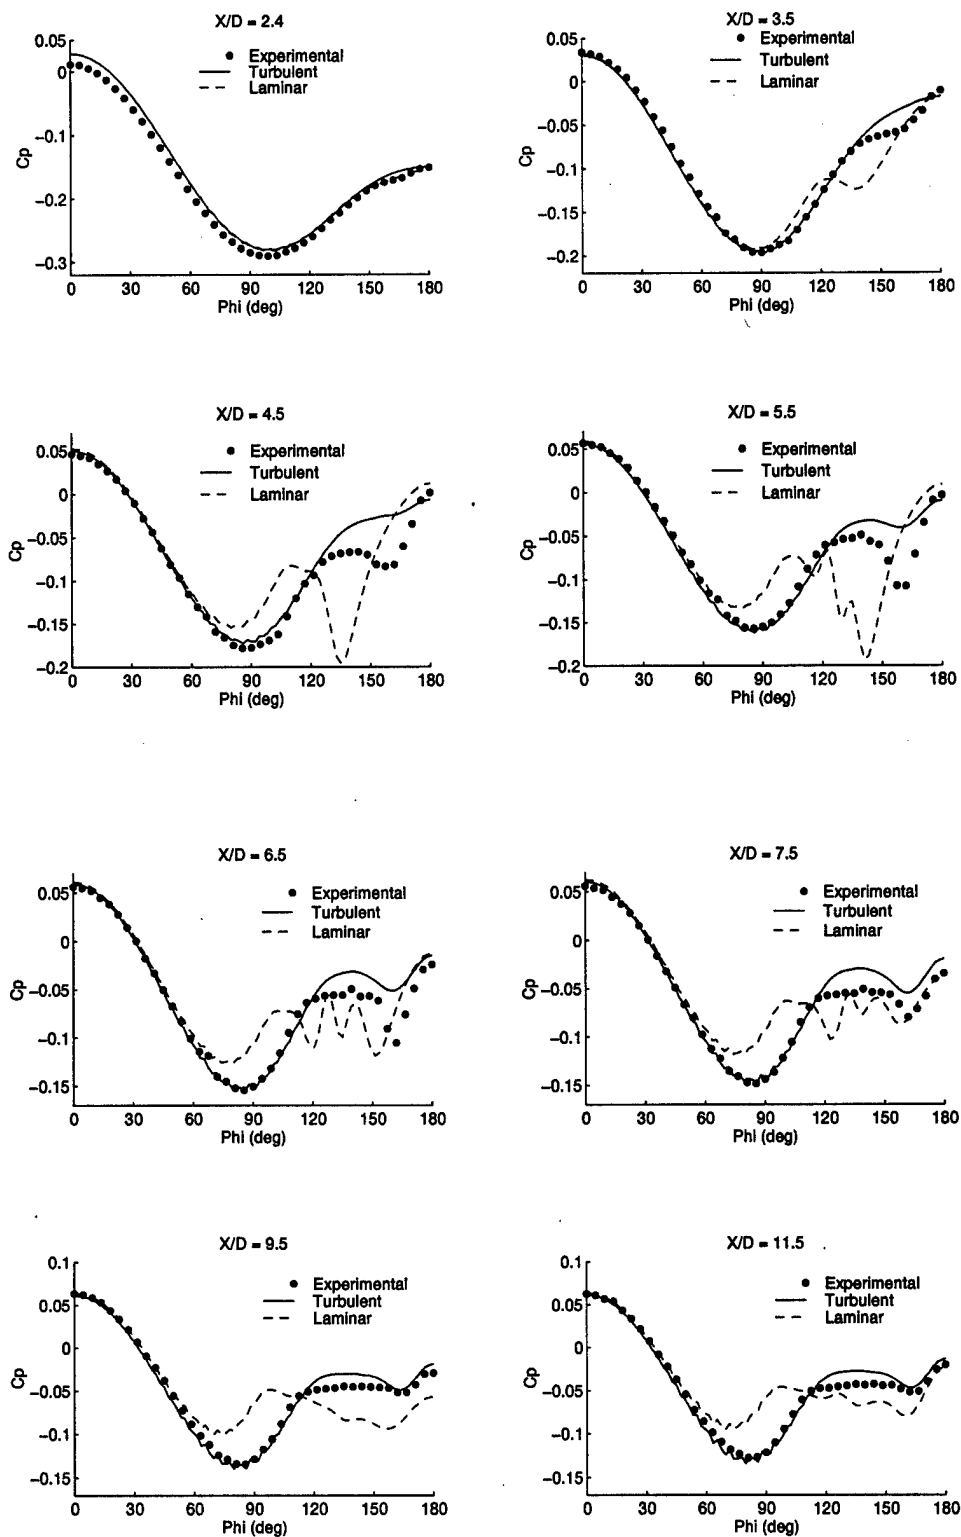 X/D = 2.4
0.05
0
−0.1
−0.2
−0.3
Cp
Experimental
Turbulent
Laminar
0 30 60 90 120 150 180
Phi (deg)
X/D = 3.5
0.05
0
−0.05
−0.1
−0.15
−0.2
Cp
Experimental
Turbulent
Laminar
0 30 60 90 120 150 180
Phi (deg)
X/D = 4.5
0.05
0
−0.05
−0.1
−0.15
−0.2
Cp
Experimental
Turbulent
Laminar
0 30 60 90 120 150 180
Phi (deg)
X/D = 5.5
0.05
0
−0.05
−0.1
−0.15
−0.2
Cp
Experimental
Turbulent
Laminar
0 30 60 90 120 150 180
Phi (deg)
X/D = 6.5
0.05
0
−0.05
−0.1
−0.15
Cp
Experimental
Turbulent
Laminar
0 30 60 90 120 150 180
Phi (deg)
X/D = 7.5
0.05
0
−0.05
−0.1
−0.15
Cp
Experimental
Turbulent
Laminar
0 30 60 90 120 150 180
Phi (deg)
X/D = 9.5
0.1
0.05
0
−0.05
−0.1
−0.15
Cp
Experimental
Turbulent
Laminar
0 30 60 90 120 150 180
Phi (deg)
X/D = 11.5
0.1
0.05
0
−0.05
−0.1
−0.15
Cp
Experimental
Turbulent
Laminar
0 30 60 90 120 150 180
Phi (deg)